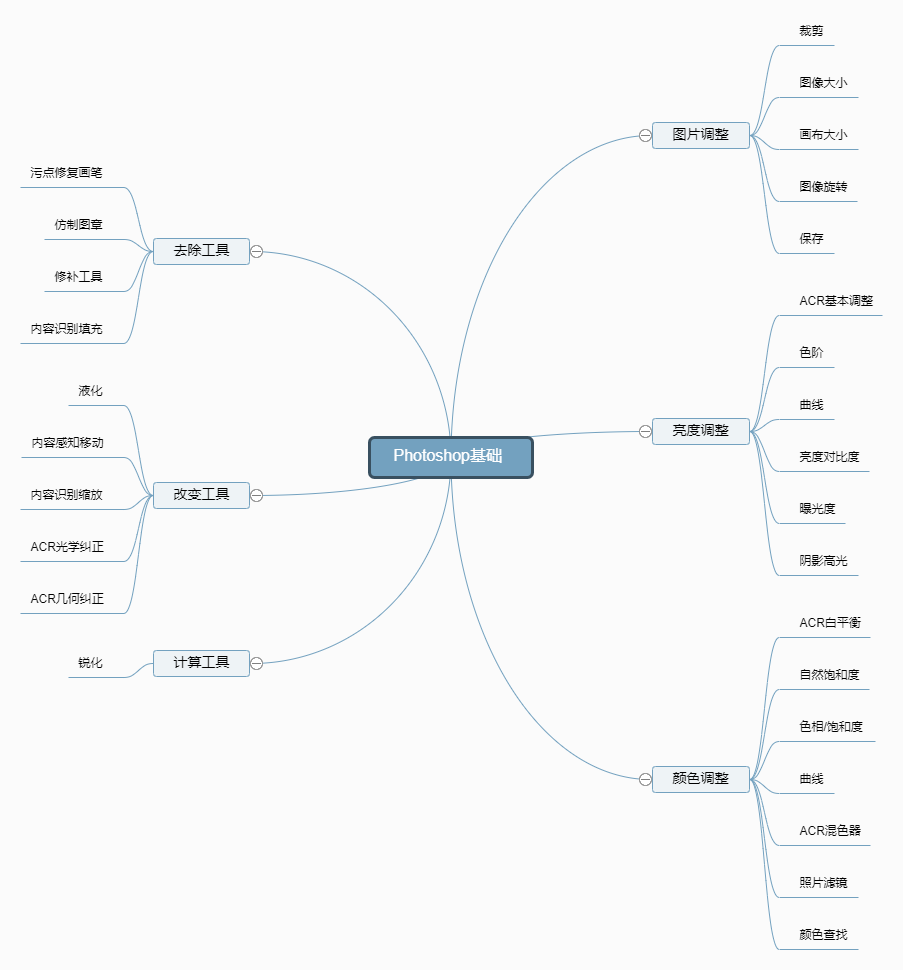 Photoshop基础
图片调整
裁剪
图像大小
画布大小
图像旋转
保存
亮度调整
ACR基本调整
色阶
曲线
亮度对比度
曝光度
阴影高光
颜色调整
ACR白平衡
自然饱和度
色相/饱和度
曲线
ACR混色器
照片滤镜
颜色查找
去除工具
污点修复画笔
仿制图章
修补工具
内容识别填充
改变工具
液化
内容感知移动
内容识别缩放
ACR光学纠正
ACR几何纠正
计算工具
锐化